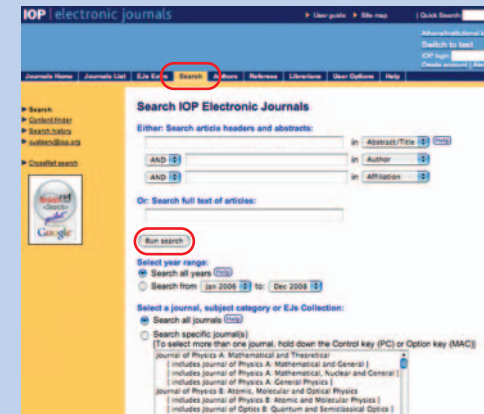 IOP electronic journals
User guide Site map Quick Search:
Athens/Institutional
Switch to text
IOP login:
Create account
Journals Home Journals List EJs Extra Search Authors Referees Librarians User Options Help
Search
Content finder
Search history
CrossRef search
Search IOP Electronic Journals
Either: Search article headers and abstracts:
in Abstract/Title Help
AND in Author
AND in Affiliation
Or: Search full text of articles:
crossref
Search
pilot
Google
Run search
Select year range:
Search all years Help
Search from Jan 2006 to: Dec 2008
Select a journal, subject category or EJs Collection:
Search all journals Help
Search specific journal(s)
[To select more than one journal, hold down the Control key (PC) or Option key (MAC)]
Journal of Physics A: Mathematical and Theoretical
[ includes Journal of Physics A: Mathematical and General ]
[ includes Journal of Physics A: Mathematical, Nuclear and General ]
[ includes Journal of Physics A: General Physics ]
Journal of Physics B: Atomic, Molecular and Optical Physics
[ includes Journal of Physics B: Atomic and Molecular Physics ]
[ includes Journal of Optics B: Quantum and Semiclassical Optics ]